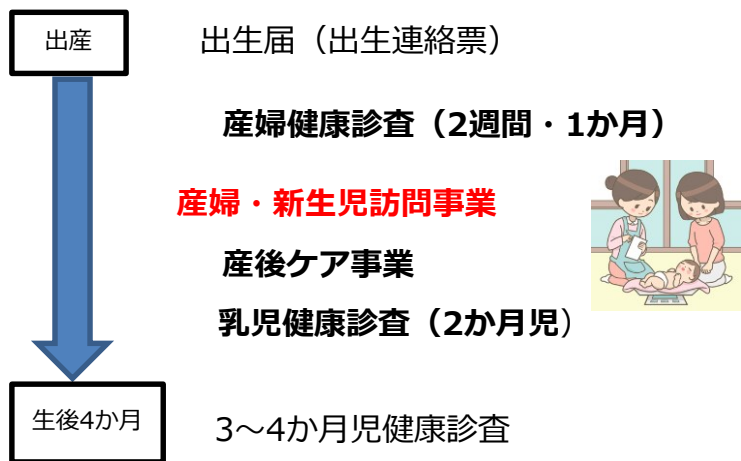 出産
出生届（出生連絡票）
産婦健康診査（2週間・1か月）
産婦・新生児訪問事業
産後ケア事業
乳児健康診査（2か月児）
生後4か月
3～4か月児健康診査